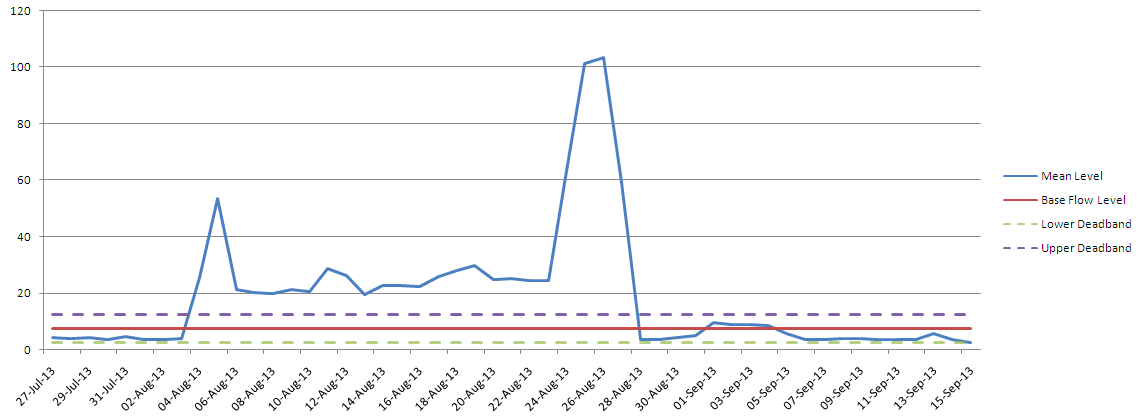 120
100
80
60
40
20
0
27-Jul-13
29-Jul-13
31-Jul-13
02-Aug-13
04-Aug-13
06-Aug-13
08-Aug-13
10-Aug-13
12-Aug-13
14-Aug-13
16-Aug-13
18-Aug-13
20-Aug-13
22-Aug-13
24-Aug-13
26-Aug-13
28-Aug-13
30-Aug-13
01-Sep-13
03-Sep-13
05-Sep-13
07-Sep-13
09-Sep-13
11-Sep-13
13-Sep-13
15-Sep-13
Mean Level
Base Flow Level
Lower Deadband
Upper Deadband